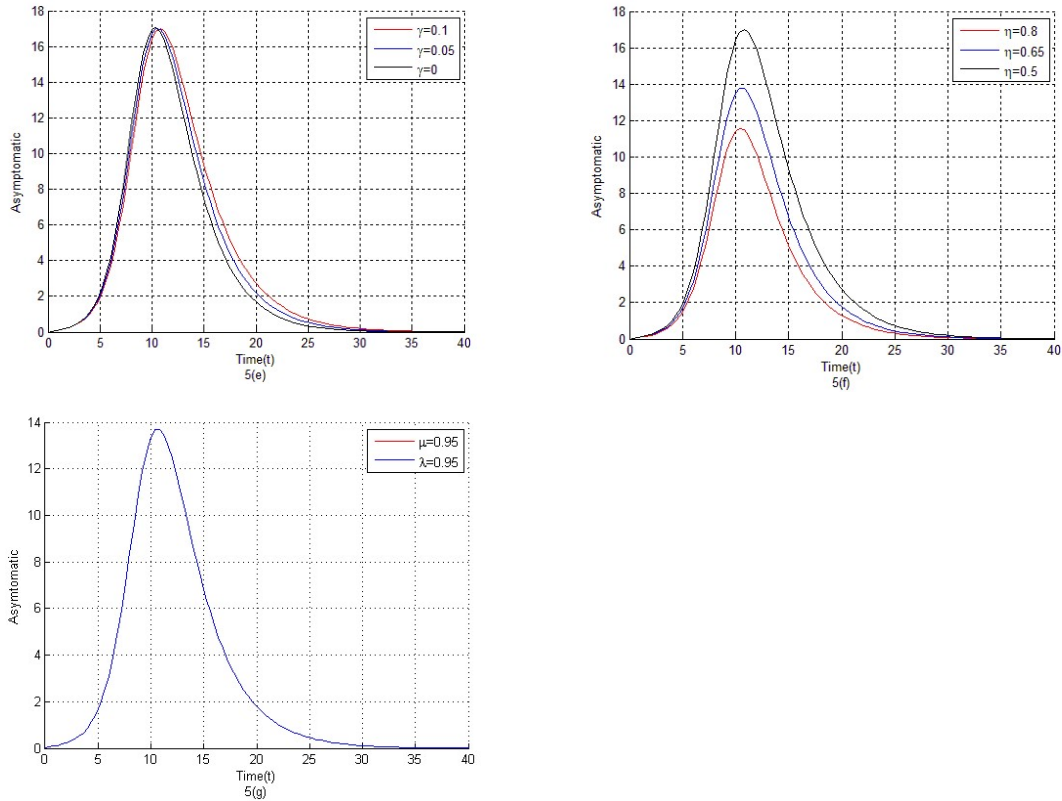 18
16
14
12
10
8
6
4
2
0
Asymptomatic
γ=0.1
γ=0.05
γ=0
0 5 10 15 20 25 30 35 40
Time(t)
5(e)
18
16
14
12
10
8
6
4
2
0
Asymptomatic
η=0.8
η=0.65
η=0.5
0 5 10 15 20 25 30 35 40
Time(t)
5(f)
14
12
10
8
6
4
2
0
Asymtomatic
μ=0.95
λ=0.95
0 5 10 15 20 25 30 35 40
Time(t)
5(g)